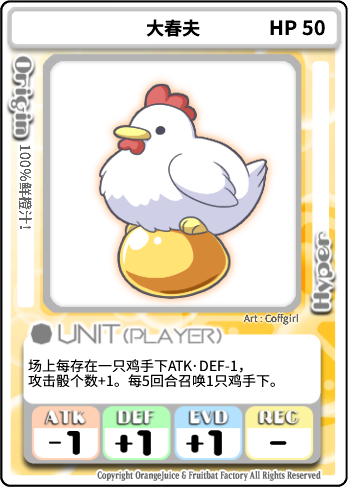 大春夫 HP 50
Origin
100%鲜橙汁!
Hyper
Art : Coffgirl
UNIT(PLAYER)
场上每存在一只鸡手下ATK·DEF-1,
攻击骰个数+1。每5回合召唤1只鸡手下。
ATK DEF EVD REC
-1 +1 +1 -
Copyright OrangeJuice & Fruitbat Factory All Rights Reserved